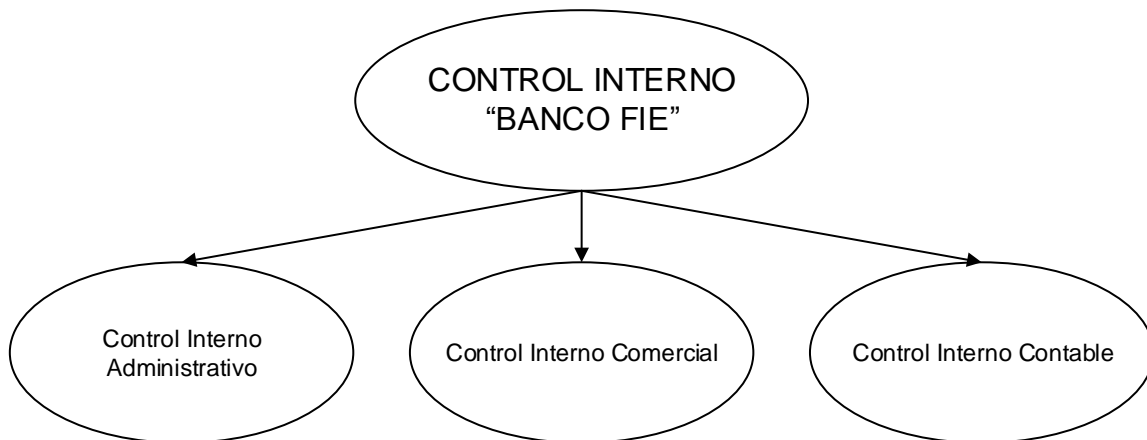 CONTROL INTERNO
“BANCO FIE”
Control Interno
Administrativo
Control Interno Comercial
Control Interno Contable